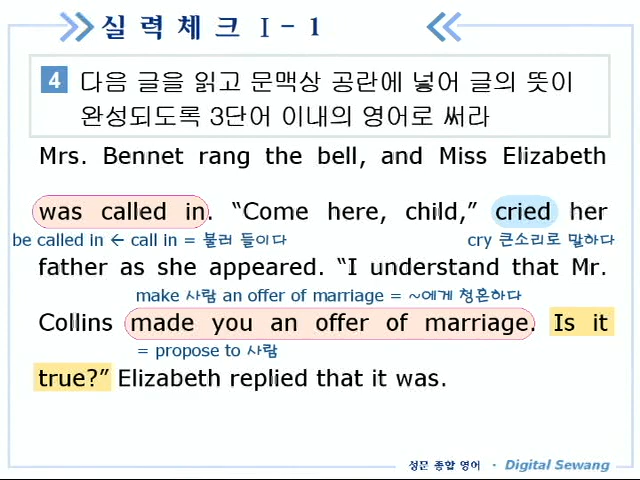 실 력 체 크 Ⅰ - 1
4 다음 글을 읽고 문맥상 공란에 넣어 글의 뜻이
완성되도록 3단어 이내의 영어로 써라
Mrs. Bennet rang the bell, and Miss Elizabeth
was called in. “Come here, child,” cried her
be called in ← call in = 불러 들이다 cry 큰소리로 말하다
father as she appeared. “I understand that Mr.
make 사람 an offer of marriage = ~에게 청혼하다
Collins made you an offer of marriage. Is it
= propose to 사람
true?” Elizabeth replied that it was.
성문 종합 영어 · Digital Sewang